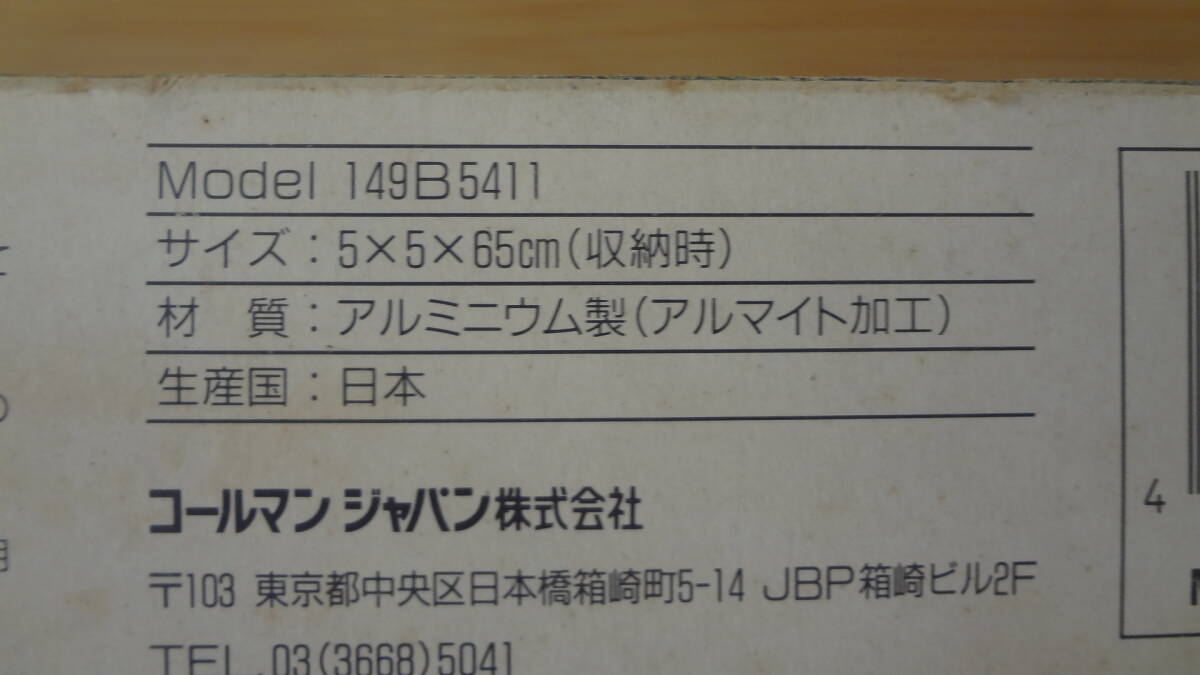 Model 149B5411
サイズ：5×5×65cm（収納時）
材　質：アルミニウム製（アルマイト加工）
生産国：日本
コールマン ジャパン株式会社
〒103 東京都中央区日本橋箱崎町5-14 JBP箱崎ビル2F
TEL.03(3668)5041
4